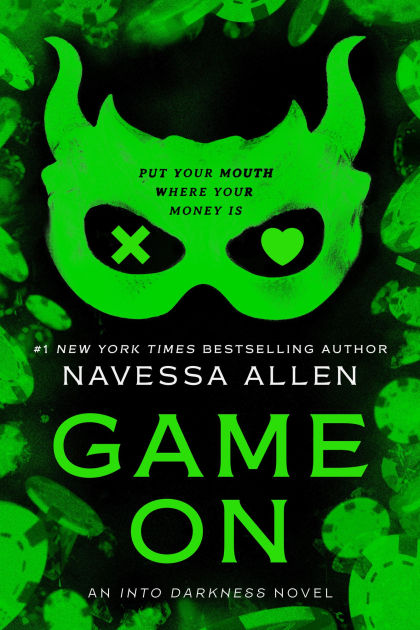 PUT YOUR MOUTH
WHERE YOUR
MONEY IS
#1 NEW YORK TIMES BESTSELLING AUTHOR
NAVESSA ALLEN
GAME
ON
AN INTO DARKNESS NOVEL